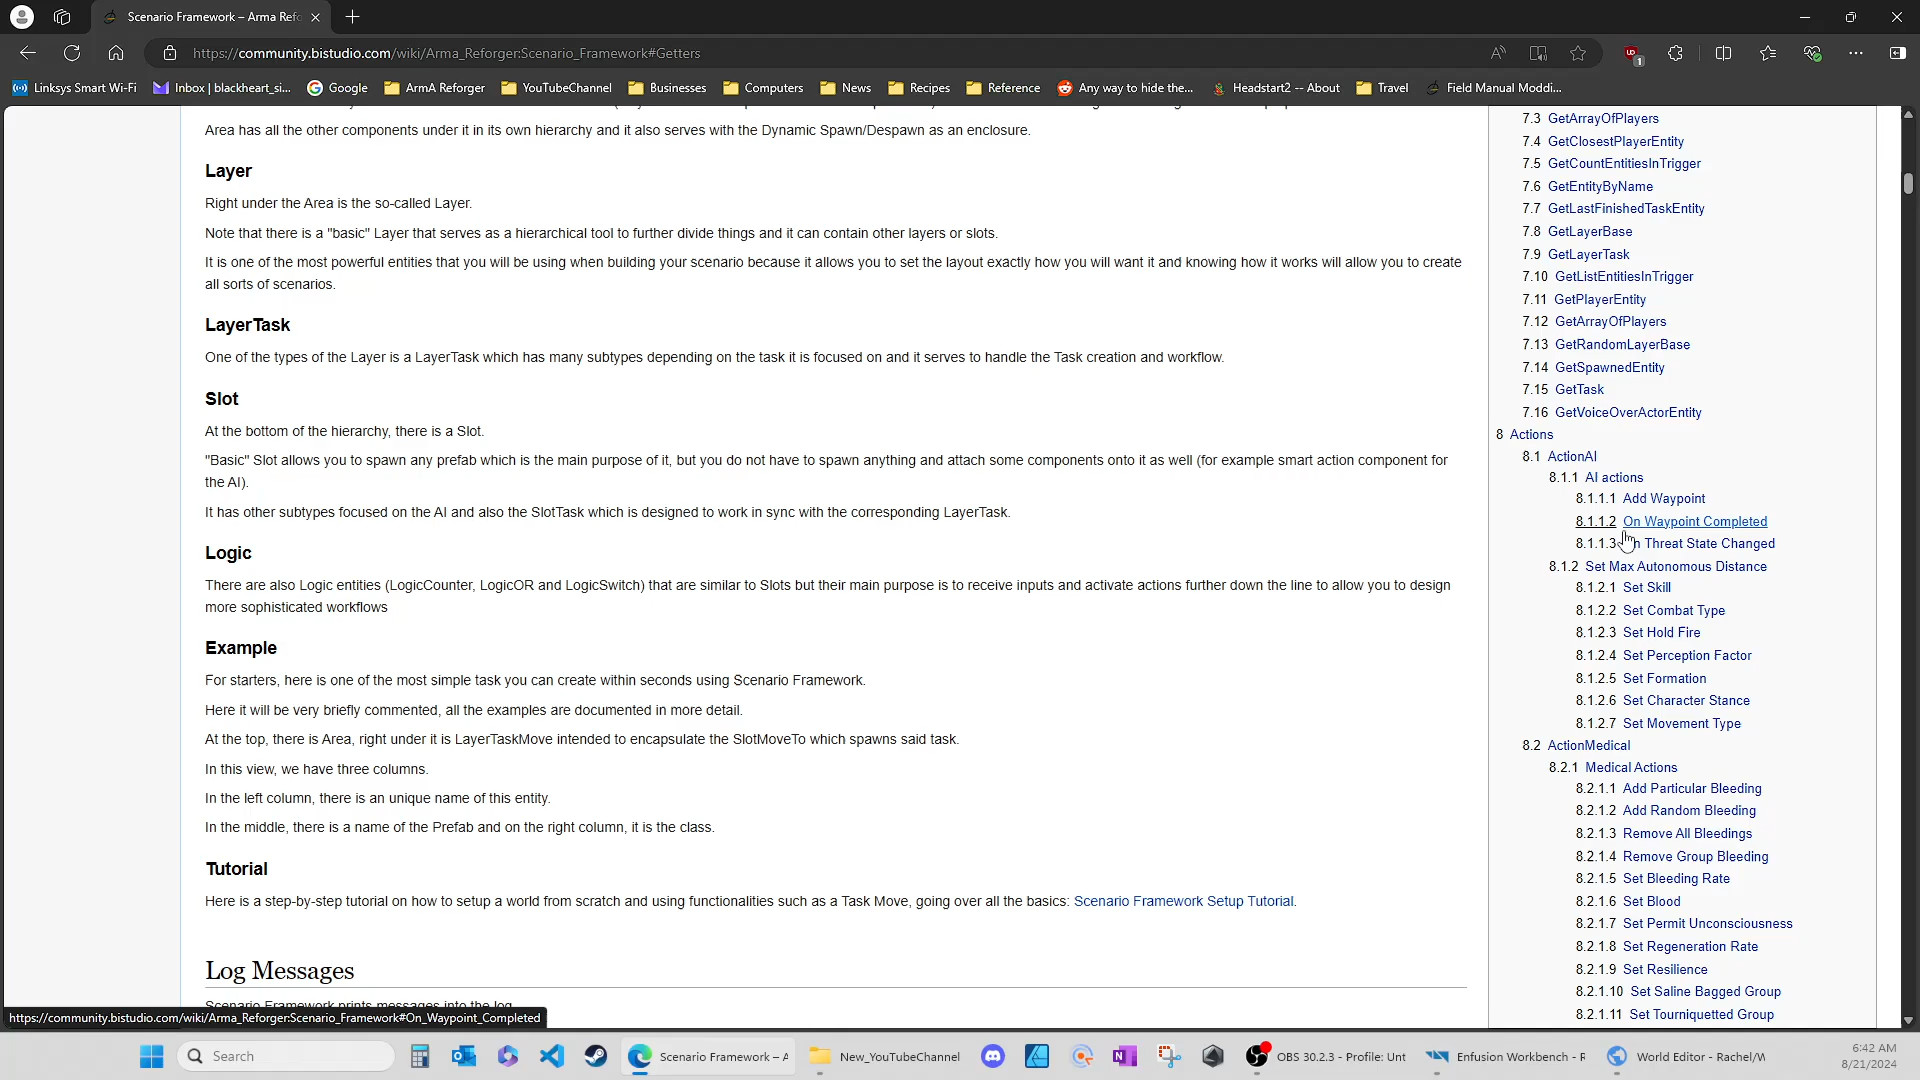 Scenario Framework – Arma Refo
https://community.bistudio.com/wiki/Arma_Reforger:Scenario_Framework#Getters
Linksys Smart Wi-Fi
Inbox | blackheart_si...
Google
ArmA Reforger
YouTubeChannel
Businesses
Computers
News
Recipes
Reference
Any way to hide the...
Headstart2 -- About
Travel
Field Manual Moddi...
Area has all the other components under it in its own hierarchy and it also serves with the Dynamic Spawn/Despawn as an enclosure.
Layer
Right under the Area is the so-called Layer.
Note that there is a "basic" Layer that serves as a hierarchical tool to further divide things and it can contain other layers or slots.
It is one of the most powerful entities that you will be using when building your scenario because it allows you to set the layout exactly how you will want it and knowing how it works will allow you to create
all sorts of scenarios.
LayerTask
One of the types of the Layer is a LayerTask which has many subtypes depending on the task it is focused on and it serves to handle the Task creation and workflow.
Slot
At the bottom of the hierarchy, there is a Slot.
"Basic" Slot allows you to spawn any prefab which is the main purpose of it, but you do not have to spawn anything and attach some components onto it as well (for example smart action component for
the AI).
It has other subtypes focused on the AI and also the SlotTask which is designed to work in sync with the corresponding LayerTask.
Logic
There are also Logic entities (LogicCounter, LogicOR and LogicSwitch) that are similar to Slots but their main purpose is to receive inputs and activate actions further down the line to allow you to design
more sophisticated workflows
Example
For starters, here is one of the most simple task you can create within seconds using Scenario Framework.
Here it will be very briefly commented, all the examples are documented in more detail.
At the top, there is Area, right under it is LayerTaskMove intended to encapsulate the SlotMoveTo which spawns said task.
In this view, we have three columns.
In the left column, there is an unique name of this entity.
In the middle, there is a name of the Prefab and on the right column, it is the class.
Tutorial
Here is a step-by-step tutorial on how to setup a world from scratch and using functionalities such as a Task Move, going over all the basics: Scenario Framework Setup Tutorial.
Log Messages
Scenario Framework prints messages into the log
https://community.bistudio.com/wiki/Arma_Reforger:Scenario_Framework#On_Waypoint_Completed
7.3 GetArrayOfPlayers
7.4 GetClosestPlayerEntity
7.5 GetCountEntitiesInTrigger
7.6 GetEntityByName
7.7 GetLastFinishedTaskEntity
7.8 GetLayerBase
7.9 GetLayerTask
7.10 GetListEntitiesInTrigger
7.11 GetPlayerEntity
7.12 GetArrayOfPlayers
7.13 GetRandomLayerBase
7.14 GetSpawnedEntity
7.15 GetTask
7.16 GetVoiceOverActorEntity
8 Actions
8.1 ActionAI
8.1.1 AI actions
8.1.1.1 Add Waypoint
8.1.1.2 On Waypoint Completed
8.1.1.3 n Threat State Changed
8.1.2 Set Max Autonomous Distance
8.1.2.1 Set Skill
8.1.2.2 Set Combat Type
8.1.2.3 Set Hold Fire
8.1.2.4 Set Perception Factor
8.1.2.5 Set Formation
8.1.2.6 Set Character Stance
8.1.2.7 Set Movement Type
8.2 ActionMedical
8.2.1 Medical Actions
8.2.1.1 Add Particular Bleeding
8.2.1.2 Add Random Bleeding
8.2.1.3 Remove All Bleedings
8.2.1.4 Remove Group Bleeding
8.2.1.5 Set Bleeding Rate
8.2.1.6 Set Blood
8.2.1.7 Set Permit Unconsciousness
8.2.1.8 Set Regeneration Rate
8.2.1.9 Set Resilience
8.2.1.10 Set Saline Bagged Group
8.2.1.11 Set Tourniquetted Group
Search
Scenario Framework – A
New_YouTubeChannel
OBS 30.2.3 - Profile: Unt
Enfusion Workbench - R
World Editor - Rachel/W
6:42 AM
8/21/2024